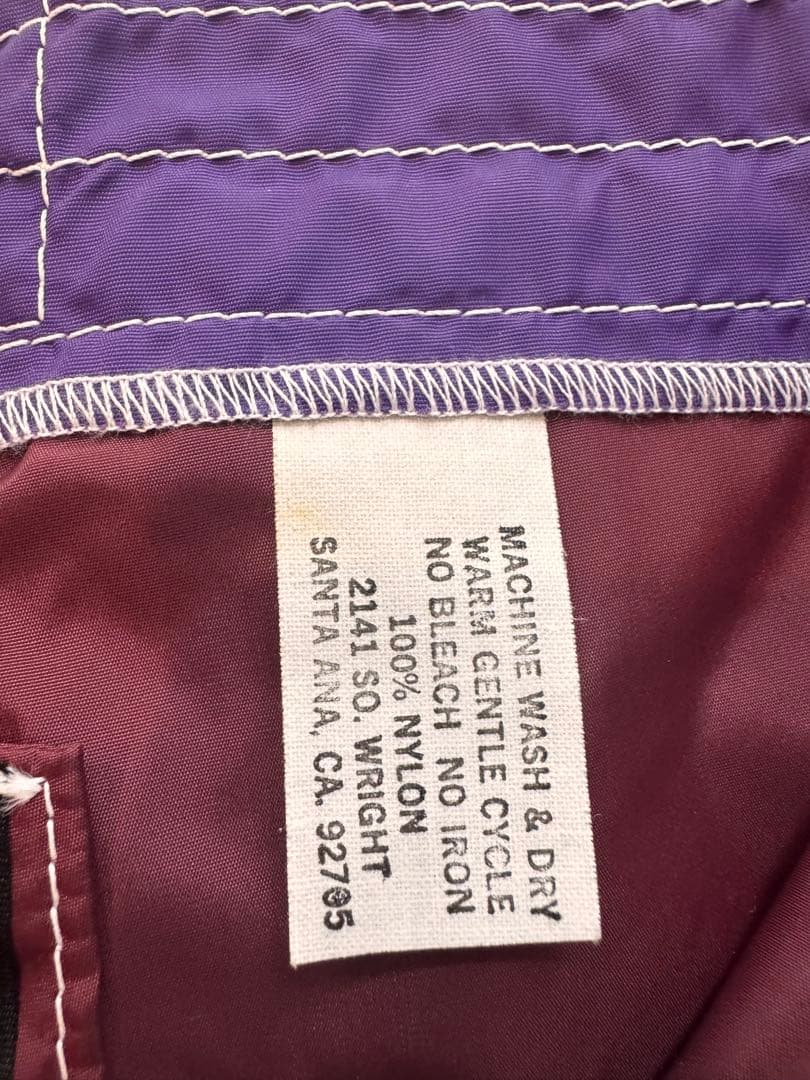 MACHINE WASH & DRY
WARM GENTLE CYCLE
NO BLEACH NO IRON
100% NYLON
2141 SO. WRIGHT
SANTA ANA, CA. 92705